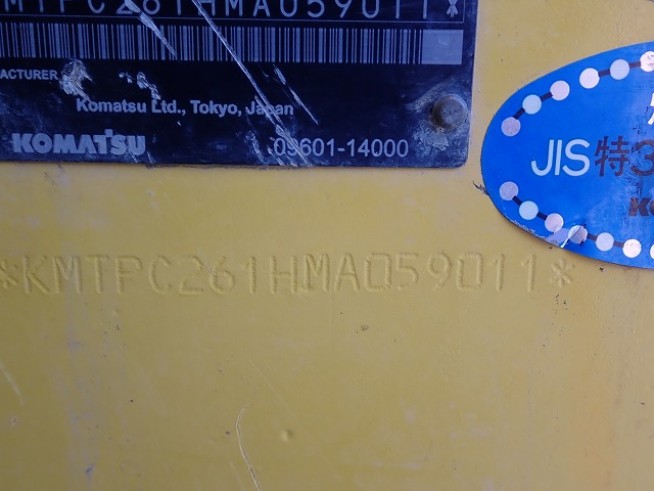 MTPC261HMA059011*
ACTURER
Komatsu Ltd., Tokyo, Japan
KOMATSU 09601-14000
JIS 特3
*KMTPC261HMA059011*